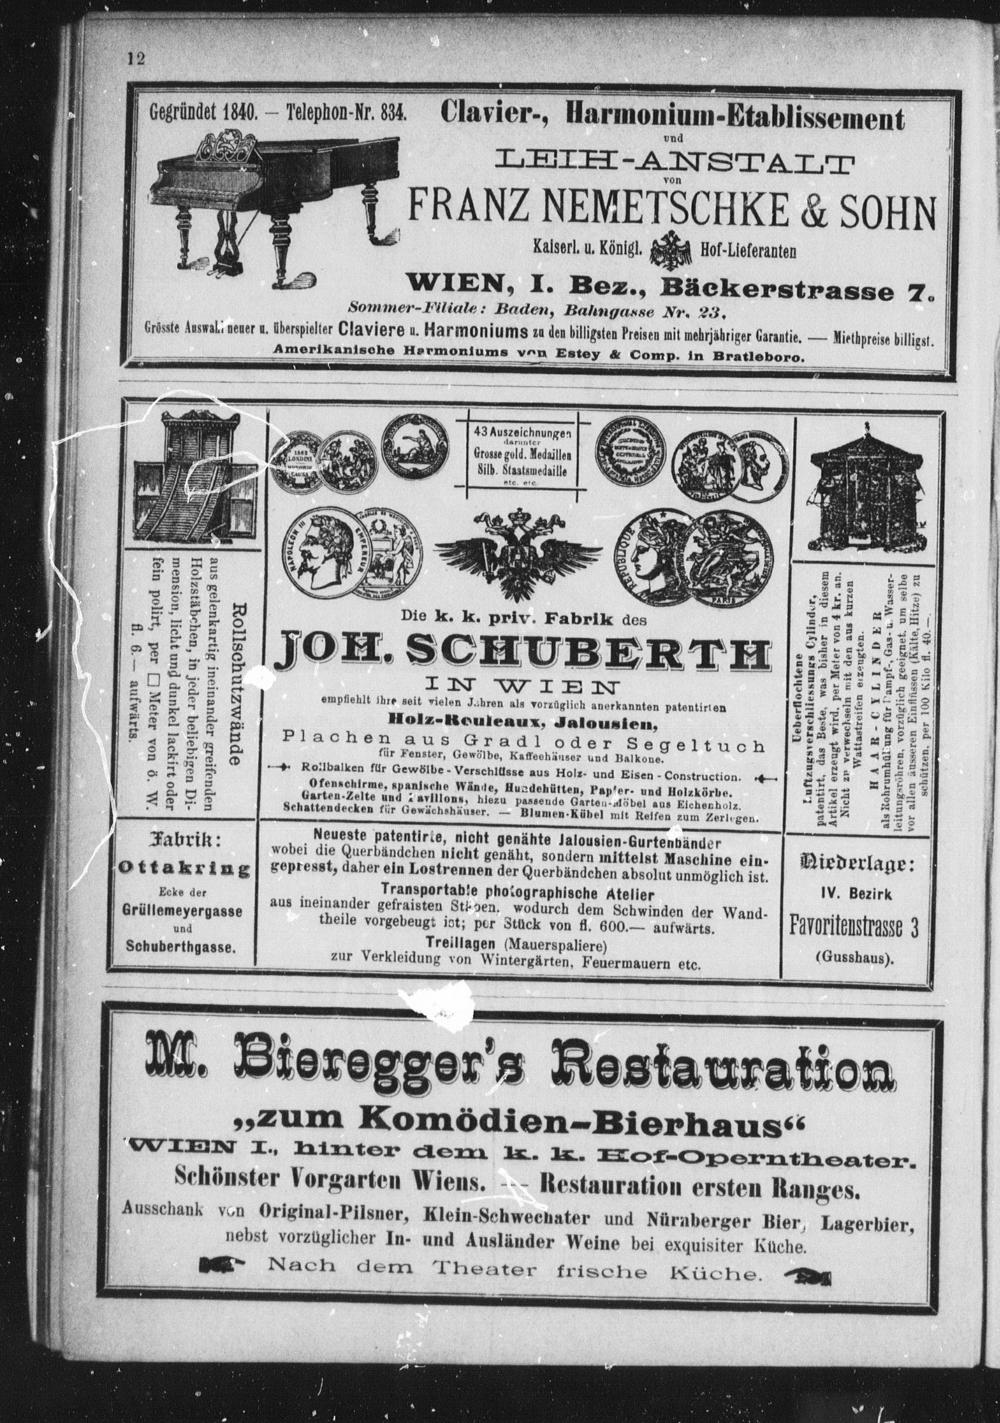 12
Gegründet 1840. — Telephon-Nr. 834.
Clavier-, Harmonium-Etablissement
und
LEIH-ANSTALT
von
FRANZ NEMETSCHKE & SOHN
Kaiserl. u. Königl. Hof-Lieferanten
WIEN, I. Bez., Bäckerstrasse 7.
Sommer-Filiale: Baden, Bahngasse Nr. 23.
Grösste Auswahl neuer u. überspielter Claviere u. Harmoniums zu den billigsten Preisen mit mehrjähriger Garantie. — Miethpreise billigst.
Amerikanische Harmoniums von Estey & Comp. in Bratleboro.
43 Auszeichnungen
darunter
Grosse gold. Medaillen
Silb. Staatsmedaille
etc. etc.
1862
LONDINI
NAPOLEON III
EMPEREUR
REPUBLIQUE
PARIS
Rollschutzwände
aus gelenkartig ineinander greifenden
Holzstäbchen, in jeder beliebigen Di-
mension, licht und dunkel lackirt oder
fein polirt, per □ Meter von ö. W.
fl. 6.— aufwärts.
Die k. k. priv. Fabrik des
JOH. SCHUBERTH
IN WIEN
empfiehlt ihre seit vielen Jahren als vorzüglich anerkannten patentirten
Holz-Rouleaux, Jalousien,
Plachen aus Gradl oder Segeltuch
für Fenster, Gewölbe, Kaffeehäuser und Balkone.
Rollbalken für Gewölbe-Verschlüsse aus Holz- und Eisen-Construction.
Ofenschirme, spanische Wände, Hundehütten, Papier- und Holzkörbe.
Garten-Zelte und Pavillons, hiezu passende Garten-Möbel aus Eichenholz.
Schattendecken für Gewächshäuser. — Blumen-Kübel mit Reifen zum Zerlegen.
Ueberflochtene
Luftzugsverschliessungs Cylinder,
patentirt, das Beste, was bisher in diesem
Artikel erzeugt wird, per Meter von 4 kr. an.
Nicht zu verwechseln mit den aus kurzen
Wattastreifen erzeugten.
HAAR-CYLINDER
als Rohrumhüllung für Dampf-, Gas- u. Wasser-
leitungsröhren, vorzüglich geeignet, um selbe
vor allen äusseren Einflüssen (Kälte, Hitze) zu
schützen, per 100 Kilo fl. 40.—.
Fabrik:
Ottakring
Ecke der
Grüllemeyergasse
und
Schuberthgasse.
Neueste patentirte, nicht genähte Jalousien-Gurtenbänder
wobei die Querbändchen nicht genäht, sondern mittelst Maschine ein-
gepresst, daher ein Lostrennen der Querbändchen absolut unmöglich ist.
Transportable photographische Atelier
aus ineinander gefraisten Stäben, wodurch dem Schwinden der Wand-
theile vorgebeugt ist; per Stück von fl. 600.— aufwärts.
Treillagen (Mauerspaliere)
zur Verkleidung von Wintergärten, Feuermauern etc.
Niederlage:
IV. Bezirk
Favoritenstrasse 3
(Gusshaus).
M. Bieregger's Restauration
„zum Komödien-Bierhaus“
WIEN I., hinter dem k. k. Hof-Operntheater.
Schönster Vorgarten Wiens. — Restauration ersten Ranges.
Ausschank von Original-Pilsner, Klein-Schwechater und Nürnberger Bier, Lagerbier,
nebst vorzüglicher In- und Ausländer Weine bei exquisiter Küche.
Nach dem Theater frische Küche.